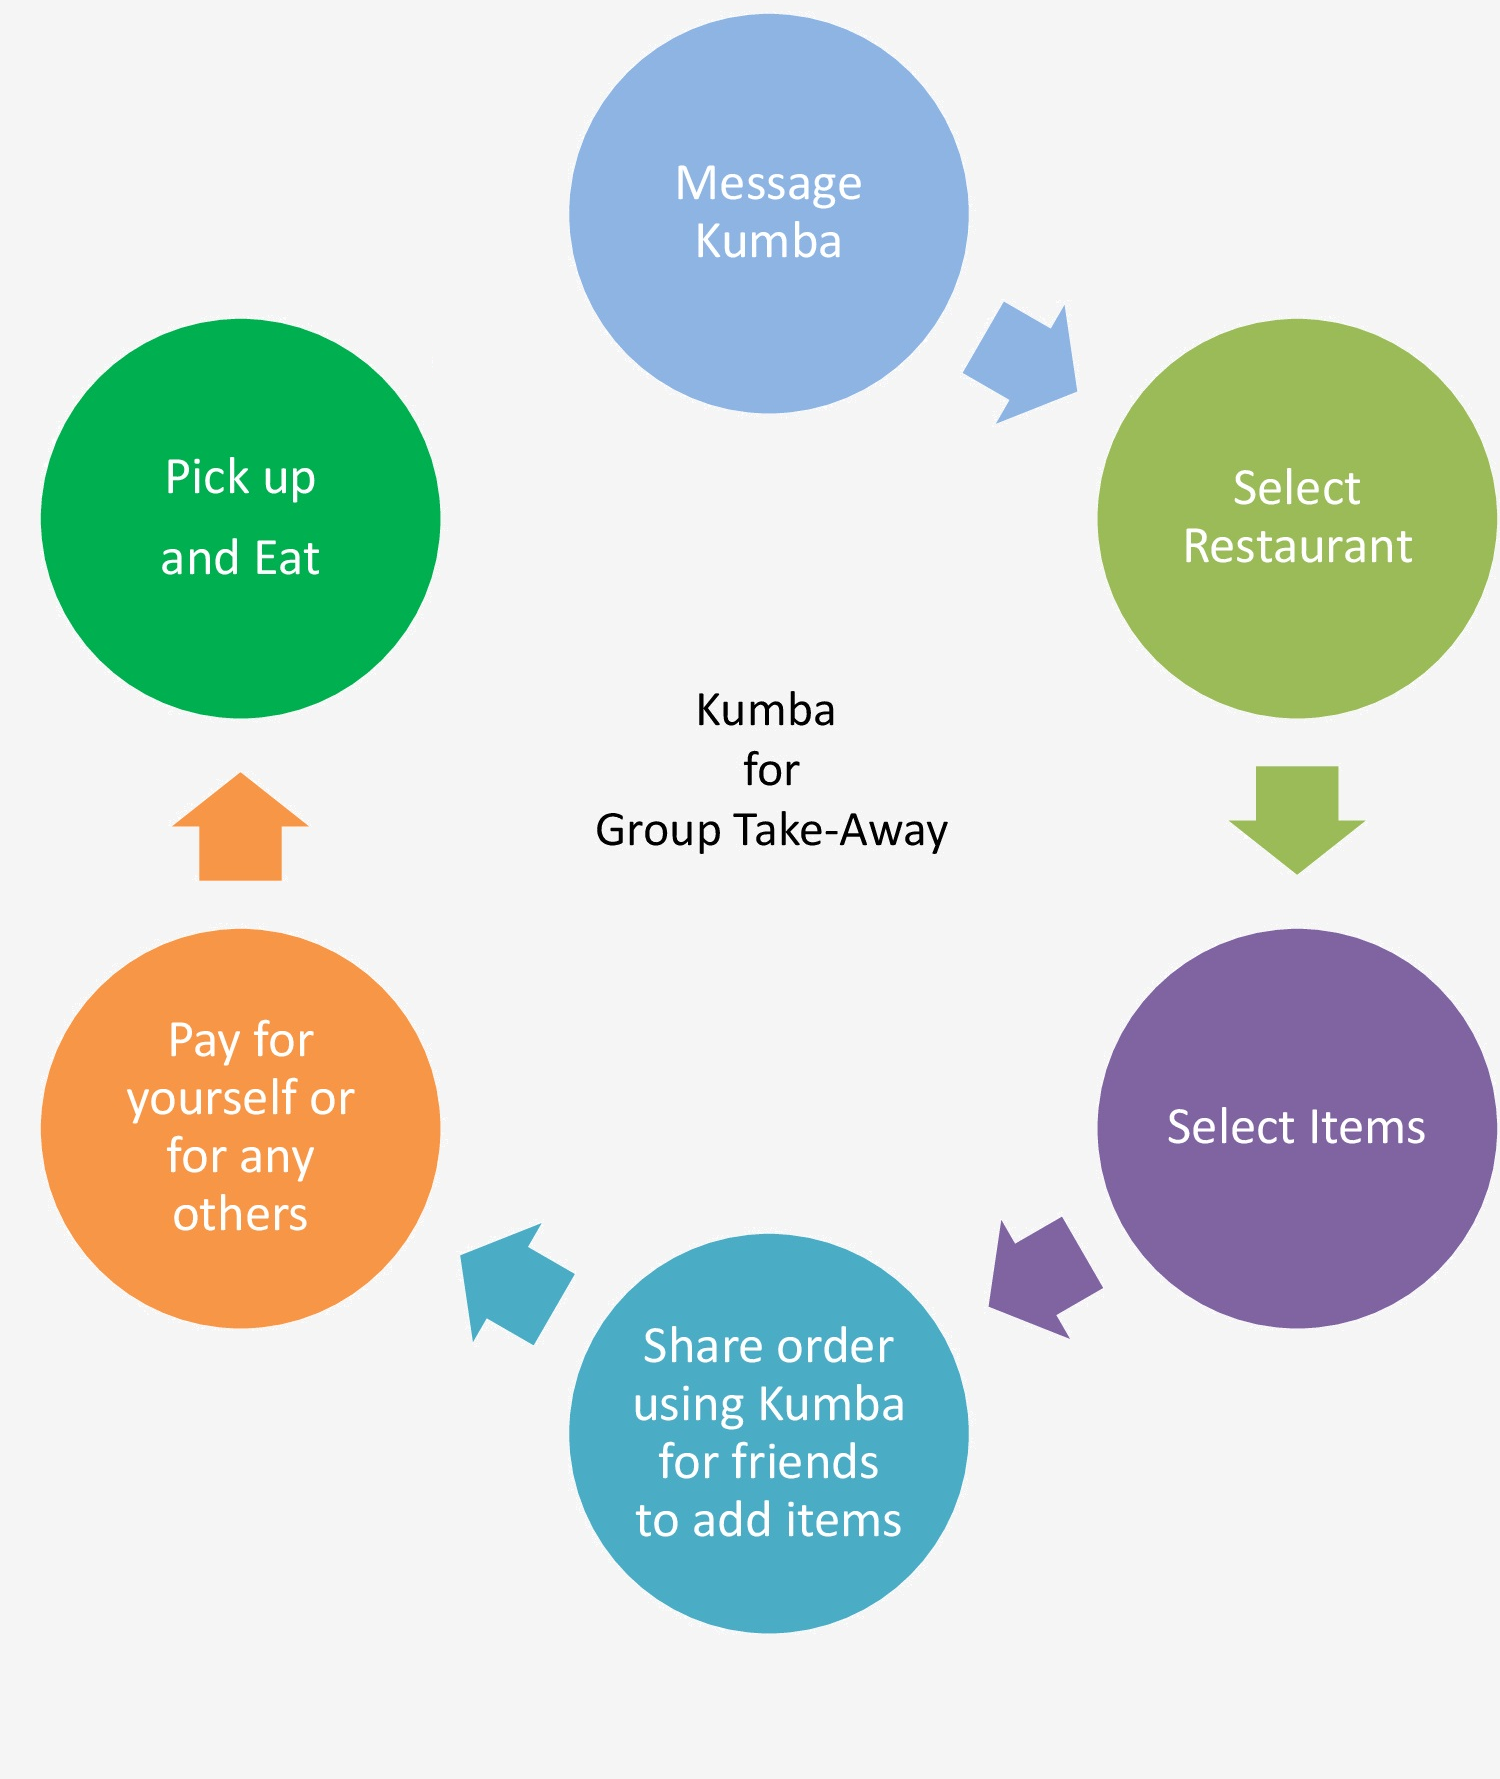 Message
Kumba
Select
Restaurant
Select Items
Share order
using Kumba
for friends
to add items
Pay for
yourself or
for any
others
Pick up
and Eat
Kumba
for
Group Take-Away